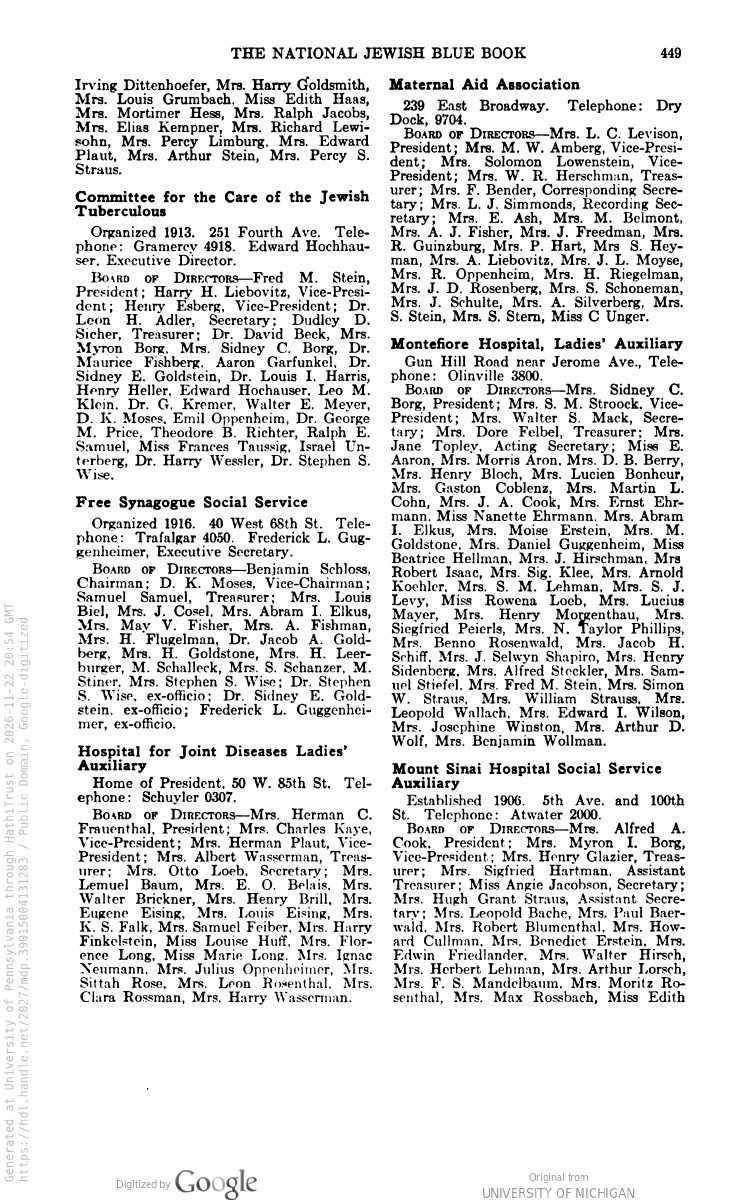 THE NATIONAL JEWISH BLUE BOOK 449
Irving Dittenhoefer, Mrs. Harry Goldsmith,
Mrs. Louis Grumbach, Miss Edith Haas,
Mrs. Mortimer Hess, Mrs. Ralph Jacobs,
Mrs. Elias Kempner, Mrs. Richard Lewi-
sohn, Mrs. Percy Limburg, Mrs. Edward
Plaut, Mrs. Arthur Stein, Mrs. Percy S.
Straus.
Committee for the Care of the Jewish
Tuberculous
Organized 1913. 251 Fourth Ave. Tele-
phone: Gramercy 4918. Edward Hochhau-
ser, Executive Director.
BOARD OF DIRECTORS—Fred M. Stein,
President; Harry H. Liebovitz, Vice-Presi-
dent; Henry Esberg, Vice-President; Dr.
Leon H. Adler, Secretary; Dudley D.
Sicher, Treasurer; Dr. David Beck, Mrs.
Myron Borg, Mrs. Sidney C. Borg, Dr.
Maurice Fishberg, Aaron Garfunkel, Dr.
Sidney E. Goldstein, Dr. Louis I. Harris,
Henry Heller, Edward Hochauser, Leo M.
Klein, Dr. G. Kremer, Walter E. Meyer,
D. K. Moses, Emil Oppenheim, Dr. George
M. Price, Theodore B. Richter, Ralph E.
Samuel, Miss Frances Taussig, Israel Un-
terberg, Dr. Harry Wessler, Dr. Stephen S.
Wise.
Free Synagogue Social Service
Organized 1916. 40 West 68th St. Tele-
phone: Trafalgar 4050. Frederick L. Gug-
genheimer, Executive Secretary.
BOARD OF DIRECTORS—Benjamin Schloss,
Chairman; D. K. Moses, Vice-Chairman;
Samuel Samuel, Treasurer; Mrs. Louis
Biel, Mrs. J. Cosel, Mrs. Abram I. Elkus,
Mrs. May V. Fisher, Mrs. A. Fishman,
Mrs. H. Flugelman, Dr. Jacob A. Gold-
berg, Mrs. H. Goldstone, Mrs. H. Leer-
burger, M. Schalleck, Mrs. S. Schanzer, M.
Stiner, Mrs. Stephen S. Wise; Dr. Stephen
S. Wise, ex-officio; Dr. Sidney E. Gold-
stein, ex-officio; Frederick L. Guggenhei-
mer, ex-officio.
Hospital for Joint Diseases Ladies'
Auxiliary
Home of President, 50 W. 85th St. Tel-
ephone: Schuyler 0307.
BOARD OF DIRECTORS—Mrs. Herman C.
Frauenthal, President; Mrs. Charles Kaye,
Vice-President; Mrs. Herman Plaut, Vice-
President; Mrs. Albert Wasserman, Treas-
urer; Mrs. Otto Loeb, Secretary; Mrs.
Lemuel Baum, Mrs. E. O. Belais, Mrs.
Walter Brickner, Mrs. Henry Brill, Mrs.
Eugene Eising, Mrs. Louis Eising, Mrs.
K. S. Falk, Mrs. Samuel Feiber, Mrs. Harry
Finkelstein, Miss Louise Huff, Mrs. Flor-
ence Long, Miss Marie Long, Mrs. Ignac
Neumann, Mrs. Julius Oppenheimer, Mrs.
Sittah Rose, Mrs. Leon Rosenthal, Mrs.
Clara Rossman, Mrs. Harry Wasserman.
Maternal Aid Association
239 East Broadway. Telephone: Dry
Dock, 9704.
BOARD OF DIRECTORS—Mrs. L. C. Levison,
President; Mrs. M. W. Amberg, Vice-Presi-
dent; Mrs. Solomon Lowenstein, Vice-
President; Mrs. W. R. Herschman, Treas-
urer; Mrs. F. Bender, Corresponding Secre-
tary; Mrs. L. J. Simmonds, Recording Sec-
retary; Mrs. E. Ash, Mrs. M. Belmont,
Mrs. A. J. Fisher, Mrs. J. Freedman, Mrs.
R. Guinzburg, Mrs. P. Hart, Mrs S. Hey-
man, Mrs. A. Liebovitz, Mrs. J. L. Moyse,
Mrs. R. Oppenheim, Mrs. H. Riegelman,
Mrs. J. D. Rosenberg, Mrs. S. Schoneman,
Mrs. J. Schulte, Mrs. A. Silverberg, Mrs.
S. Stein, Mrs. S. Stern, Miss C Unger.
Montefiore Hospital, Ladies' Auxiliary
Gun Hill Road near Jerome Ave., Tele-
phone: Olinville 3800.
BOARD OF DIRECTORS—Mrs. Sidney C.
Borg, President; Mrs. S. M. Stroock, Vice-
President; Mrs. Walter S. Mack, Secre-
tary; Mrs. Dore Felbel, Treasurer; Mrs.
Jane Topley, Acting Secretary; Miss E.
Aaron, Mrs. Morris Aron, Mrs. D. B. Berry,
Mrs. Henry Bloch, Mrs. Lucien Bonheur,
Mrs. Gaston Coblenz, Mrs. Martin L.
Cohn, Mrs. J. A. Cook, Mrs. Ernst Ehr-
mann, Miss Nanette Ehrmann, Mrs. Abram
I. Elkus, Mrs. Moise Erstein, Mrs. M.
Goldstone, Mrs. Daniel Guggenheim, Miss
Beatrice Hellman, Mrs. J. Hirschman, Mrs
Robert Isaac, Mrs. Sig. Klee, Mrs. Arnold
Koehler, Mrs. S. M. Lehman, Mrs. S. J.
Levy, Miss Rowena Loeb, Mrs. Lucius
Mayer, Mrs. Henry Morgenthau, Mrs.
Siegfried Peierls, Mrs. N. Taylor Phillips,
Mrs. Benno Rosenwald, Mrs. Jacob H.
Schiff, Mrs. J. Selwyn Shapiro, Mrs. Henry
Sidenberg, Mrs. Alfred Steckler, Mrs. Sam-
uel Stiefel, Mrs. Fred M. Stein, Mrs. Simon
W. Straus, Mrs. William Strauss, Mrs.
Leopold Wallach, Mrs. Edward I. Wilson,
Mrs. Josephine Winston, Mrs. Arthur D.
Wolf, Mrs. Benjamin Wollman.
Mount Sinai Hospital Social Service
Auxiliary
Established 1906. 5th Ave. and 100th
St. Telephone: Atwater 2000.
BOARD OF DIRECTORS—Mrs. Alfred A.
Cook, President; Mrs. Myron I. Borg,
Vice-President; Mrs. Henry Glazier, Treas-
urer; Mrs. Sigfried Hartman, Assistant
Treasurer; Miss Angie Jacobson, Secretary;
Mrs. Hugh Grant Straus, Assistant Secre-
tary; Mrs. Leopold Bache, Mrs. Paul Baer-
wald, Mrs. Robert Blumenthal, Mrs. How-
ard Cullman, Mrs. Benedict Erstein, Mrs.
Edwin Friedlander, Mrs. Walter Hirsch,
Mrs. Herbert Lehman, Mrs. Arthur Lorsch,
Mrs. F. S. Mandelbaum, Mrs. Moritz Ro-
senthal, Mrs. Max Rossbach, Miss Edith
Generated at University of Pennsylvania through HathiTrust on 2026-11-22 20:54 GMT
https://hdl.handle.net/2027/mdp.39015004131283 / Public Domain, Google-digitized
Digitized by Google
Original from
UNIVERSITY OF MICHIGAN